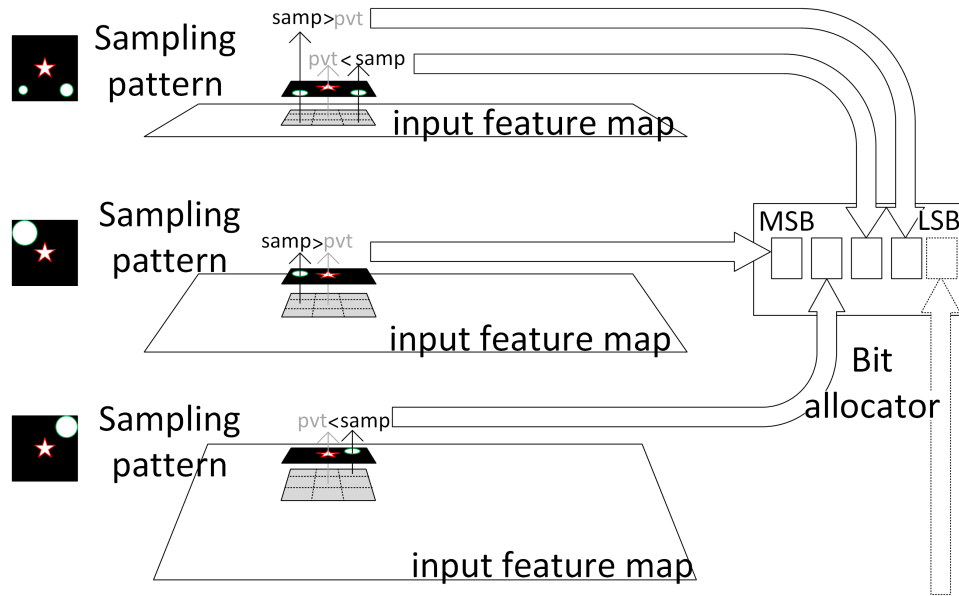 samp>pvt
Sampling
pattern
pvt< samp
input feature map
Sampling
pattern
samp>pvt
MSB
LSB
input feature map
Bit
allocator
Sampling
pattern
pvt<samp
input feature map